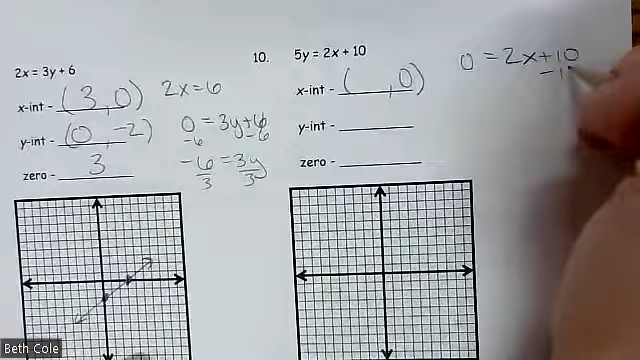 2x = 3y + 6
x-int - (3, 0) 2x = 6
y-int - (0, -2) 0 = 3y + 6
-6 -6
zero - 3 -6 = 3y
3 3
10. 5y = 2x + 10
x-int - ( , 0) 0 = 2x + 10
-1
y-int -
zero -
Beth Cole